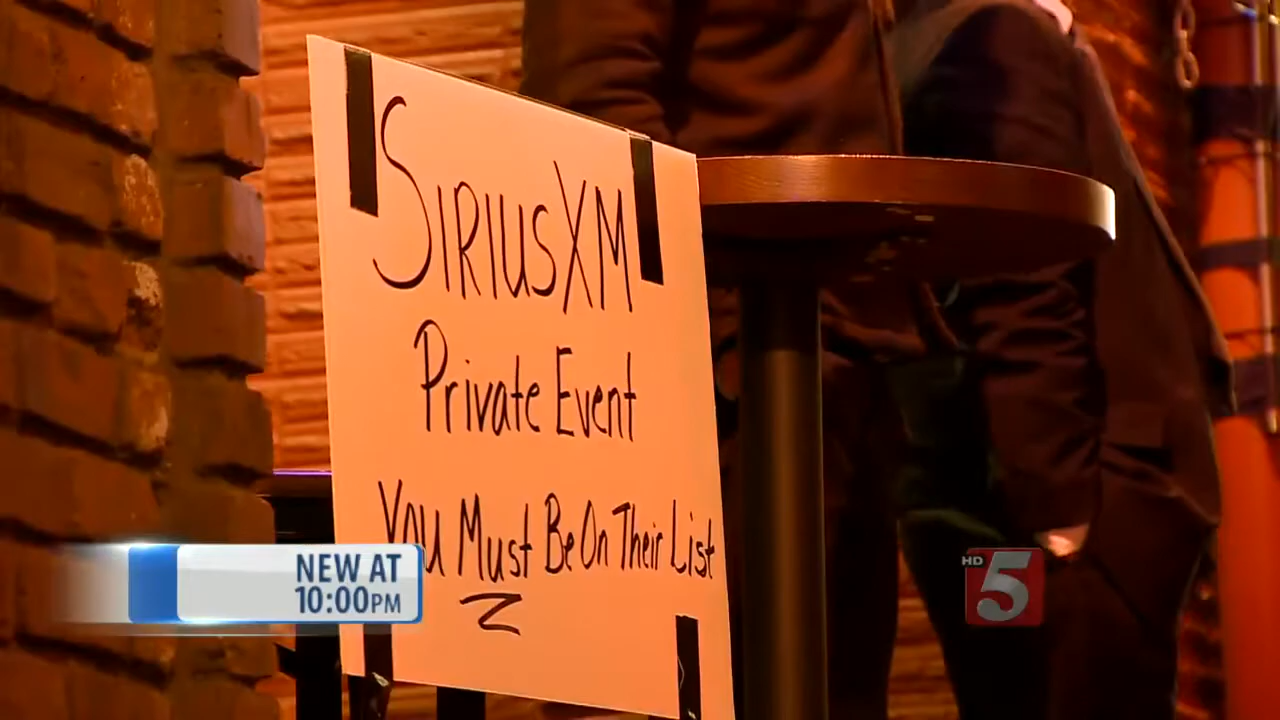 SIRIUSXM
Private Event
You Must Be On Their List
NEW AT
10:00PM
HD 5